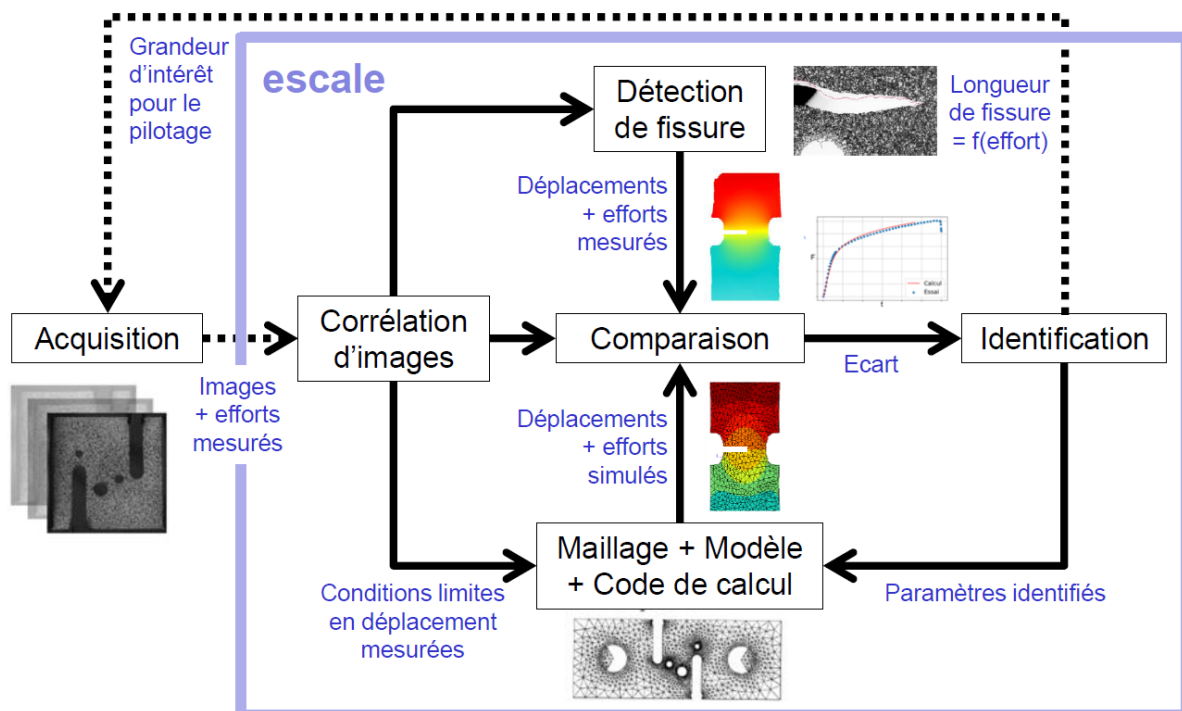 Grandeur
d'intérêt
pour le
pilotage
escale
Détection
de fissure
Longueur
de fissure
= f(effort)
Déplacements
+ efforts
mesurés
F
Calcul
Essai
t
Acquisition
Images
+ efforts
mesurés
Corrélation
d'images
Comparaison
Ecart
Identification
Déplacements
+ efforts
simulés
Maillage + Modèle
+ Code de calcul
Conditions limites
en déplacement
mesurées
Paramètres identifiés